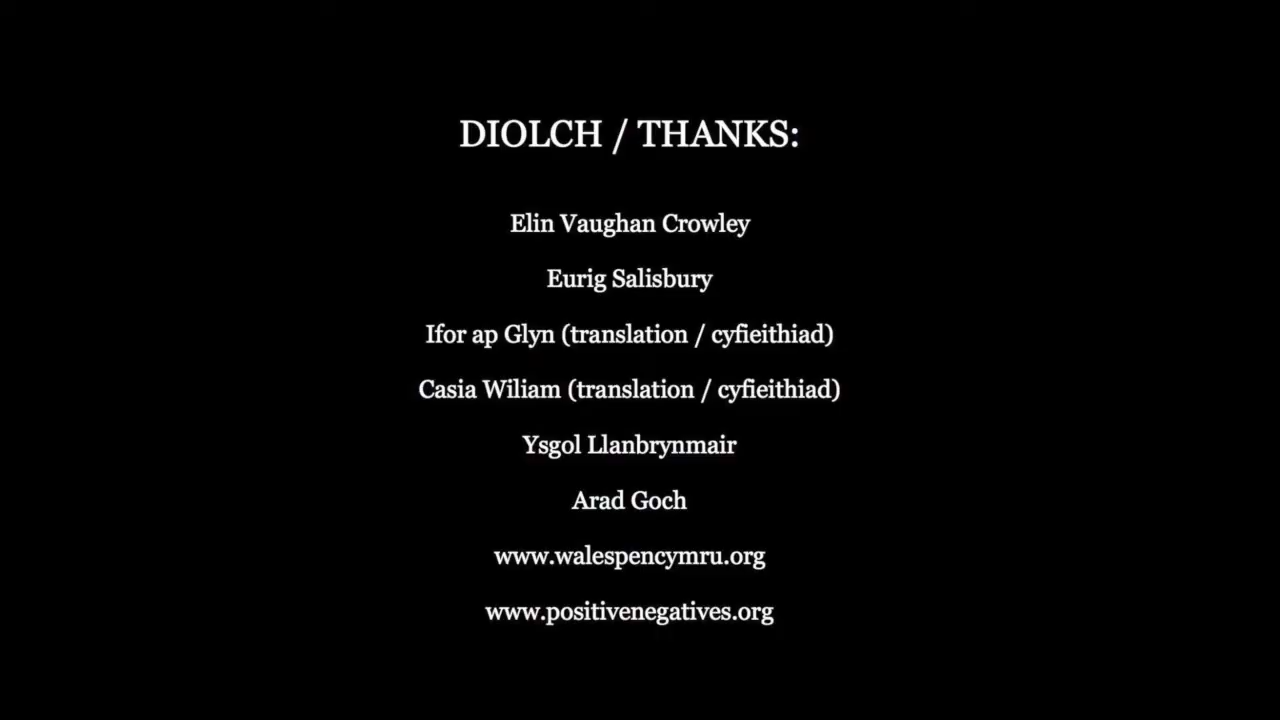 DIOLCH / THANKS:
Elin Vaughan Crowley
Eurig Salisbury
Ifor ap Glyn (translation / cyfieithiad)
Casia Wiliam (translation / cyfieithiad)
Ysgol Llanbrynmair
Arad Goch
www.walespencymru.org
www.positivenegatives.org